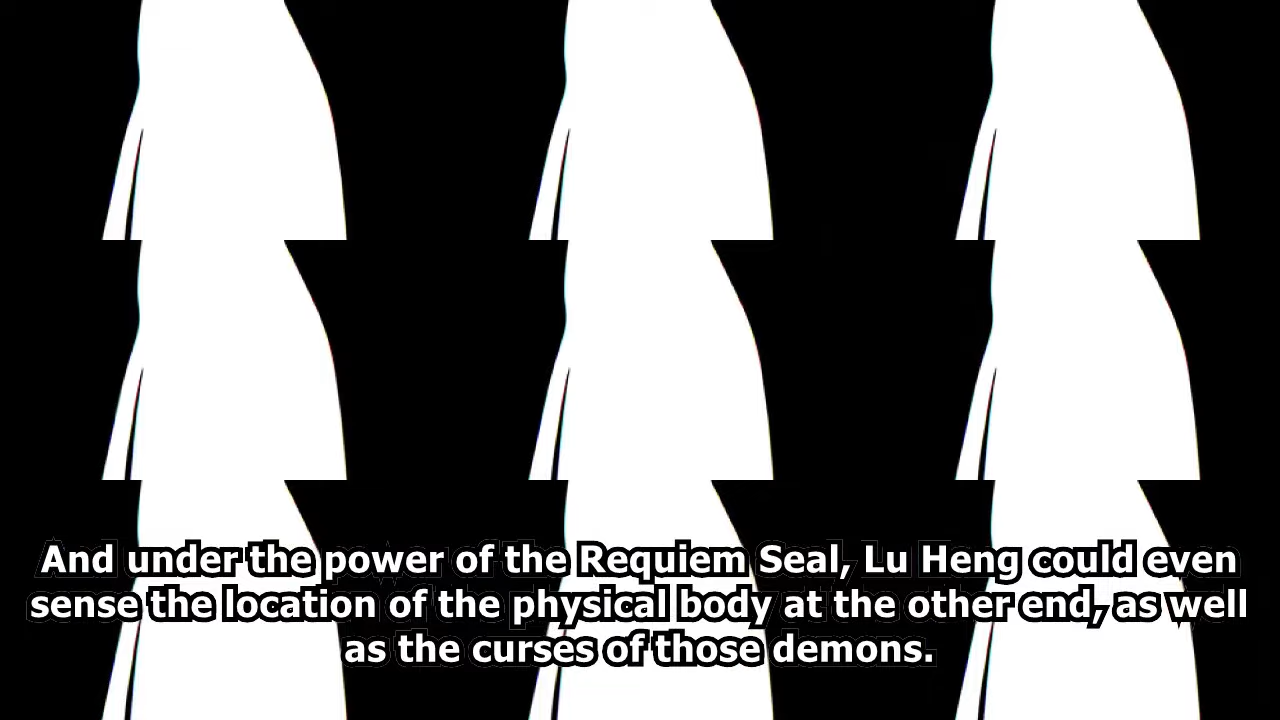 And under the power of the Requiem Seal, Lu Heng could even
sense the location of the physical body at the other end, as well
as the curses of those demons.